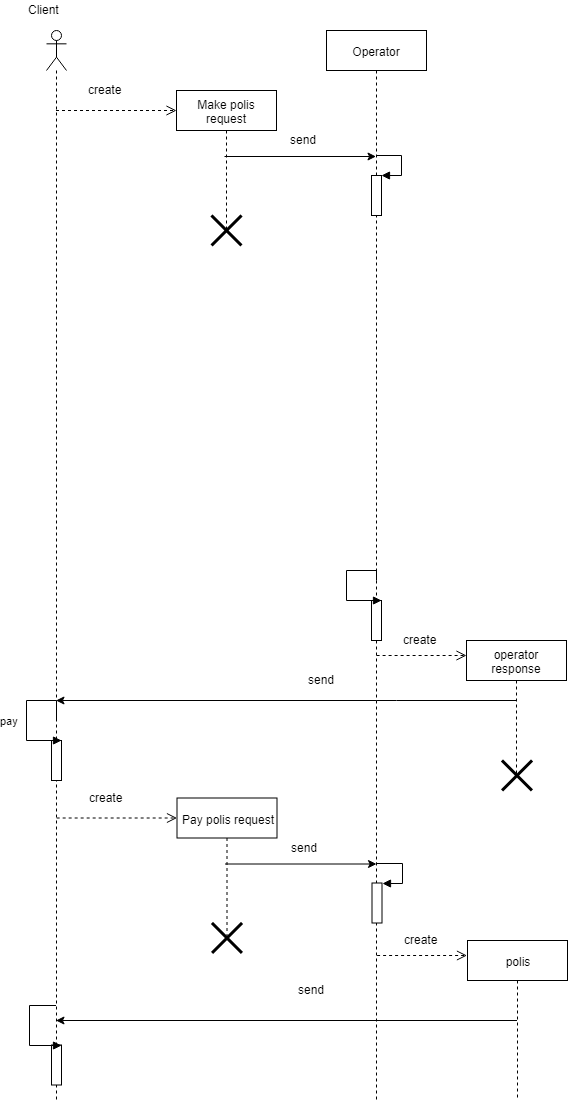 Client
Operator
create
Make polis
request
send
create
operator
response
send
pay
create
Pay polis request
send
create
polis
send